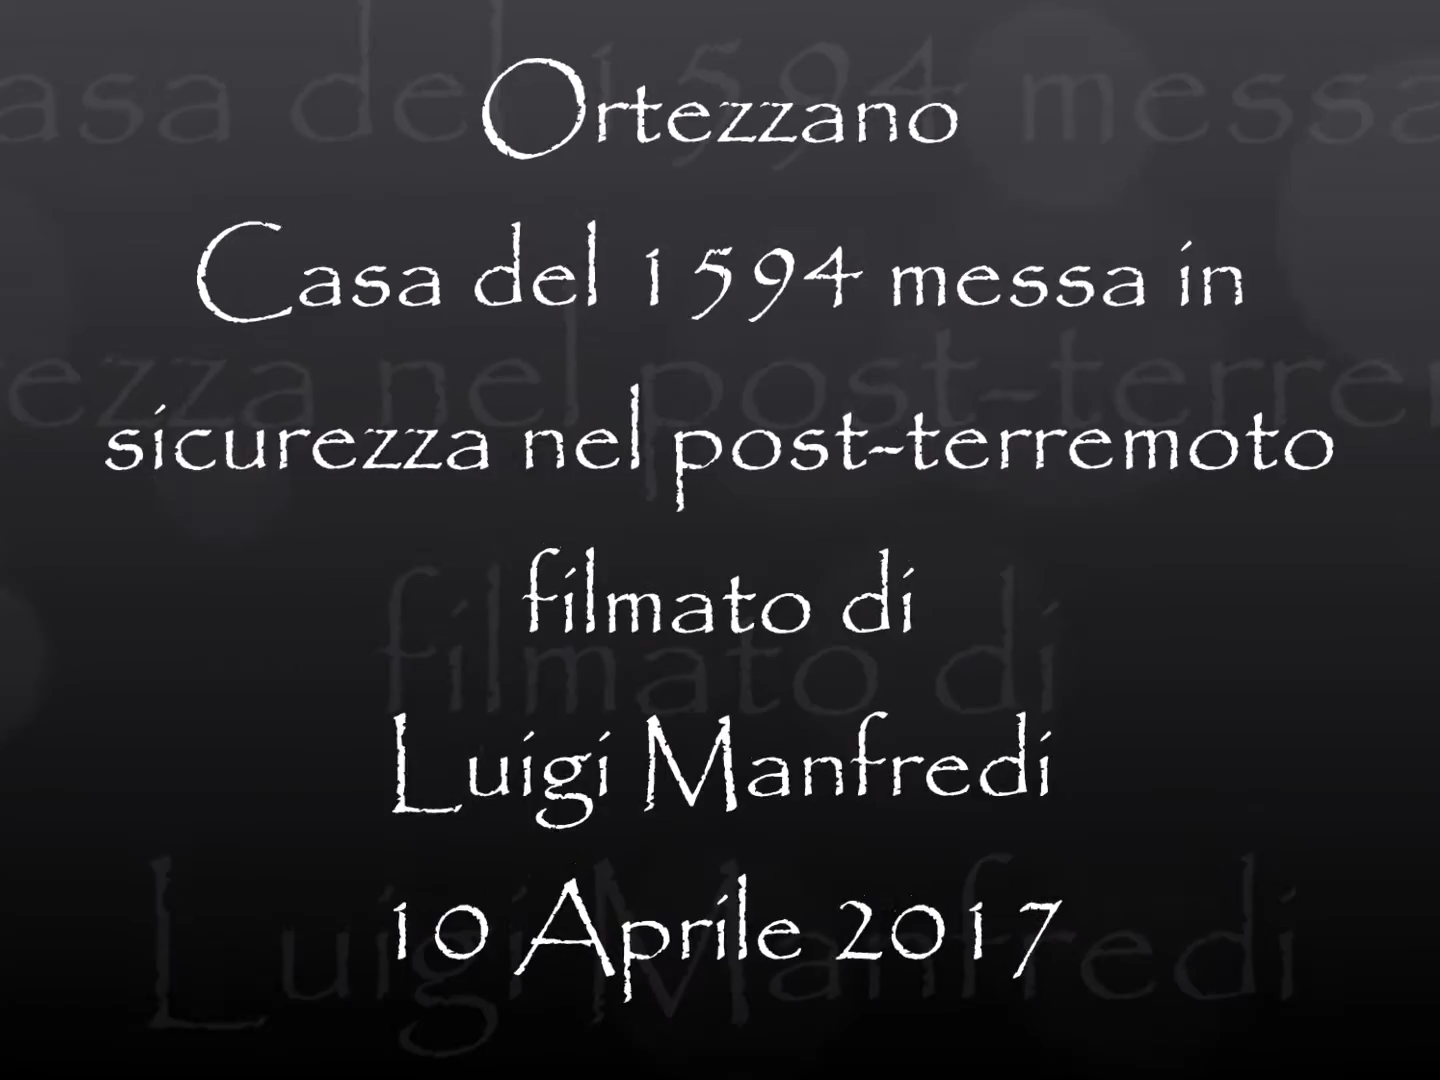 Ortezzano
Casa del 1594 messa in
sicurezza nel post-terremoto
filmato di
Luigi Manfredi
10 Aprile 2017